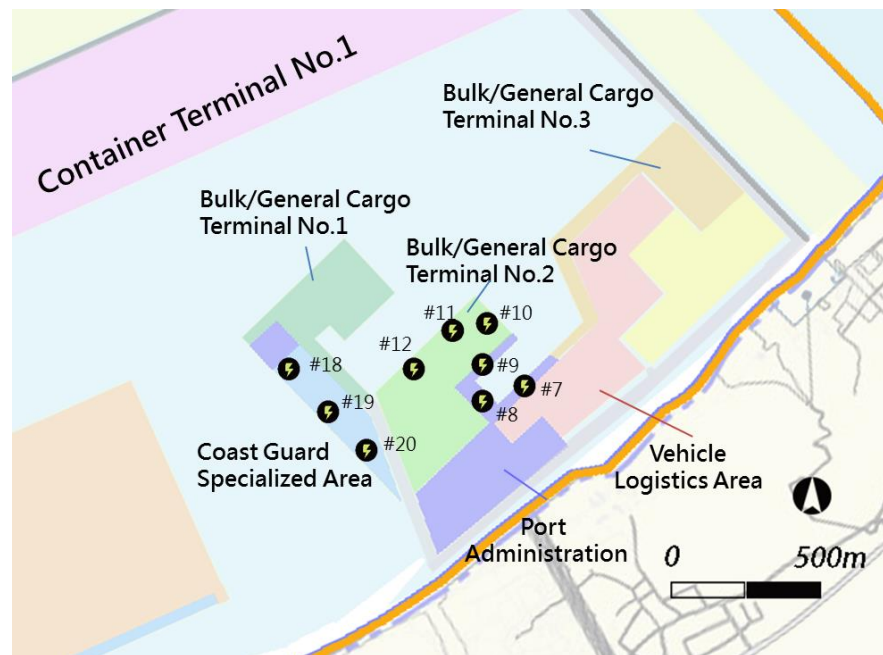 Container Terminal No.1
Bulk/General Cargo
Terminal No.3
Bulk/General Cargo
Terminal No.1
Bulk/General Cargo
Terminal No.2
#11
#10
#12
#18
#9
#7
#19
#8
#20
Coast Guard
Specialized Area
Vehicle
Logistics Area
Port
Administration
0 500m